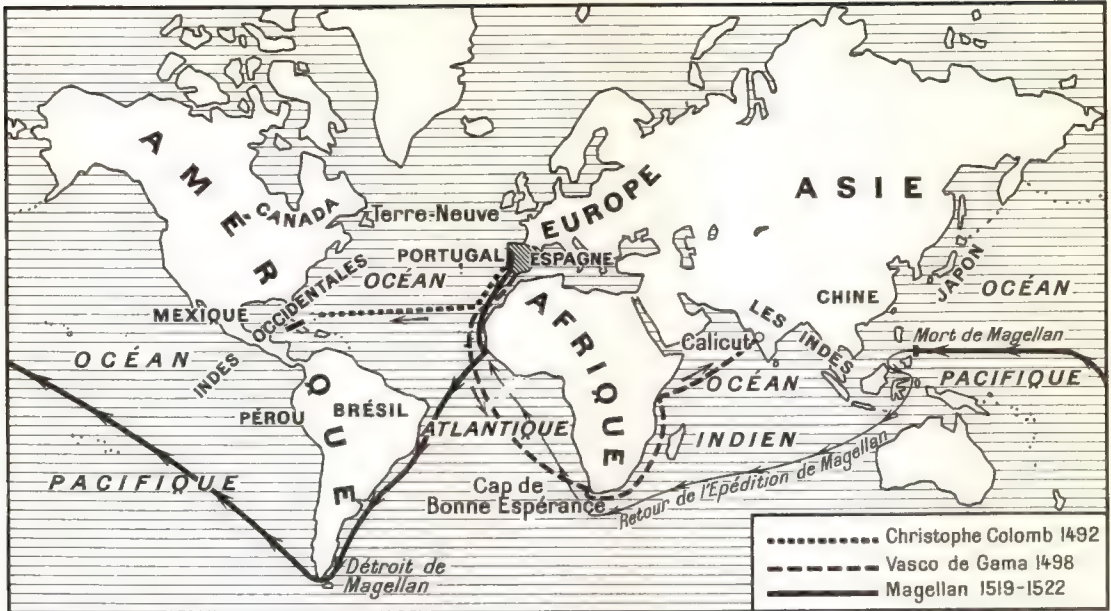 AMÉRIQUE
CANADA
Terre-Neuve
EUROPE
ASIE
PORTUGAL
ESPAGNE
OCÉAN
ATLANTIQUE
MEXIQUE
INDES OCCIDENTALES
AFRIQUE
CHINE
JAPON
LES INDES
Calicut
OCÉAN
PACIFIQUE
Mort de Magellan
OCÉAN
PACIFIQUE
PÉROU
BRÉSIL
OCÉAN
INDIEN
Cap de
Bonne Espérance
Retour de l'Epédition de Magellan
Détroit de
Magellan
Christophe Colomb 1492
Vasco de Gama 1498
Magellan 1519-1522